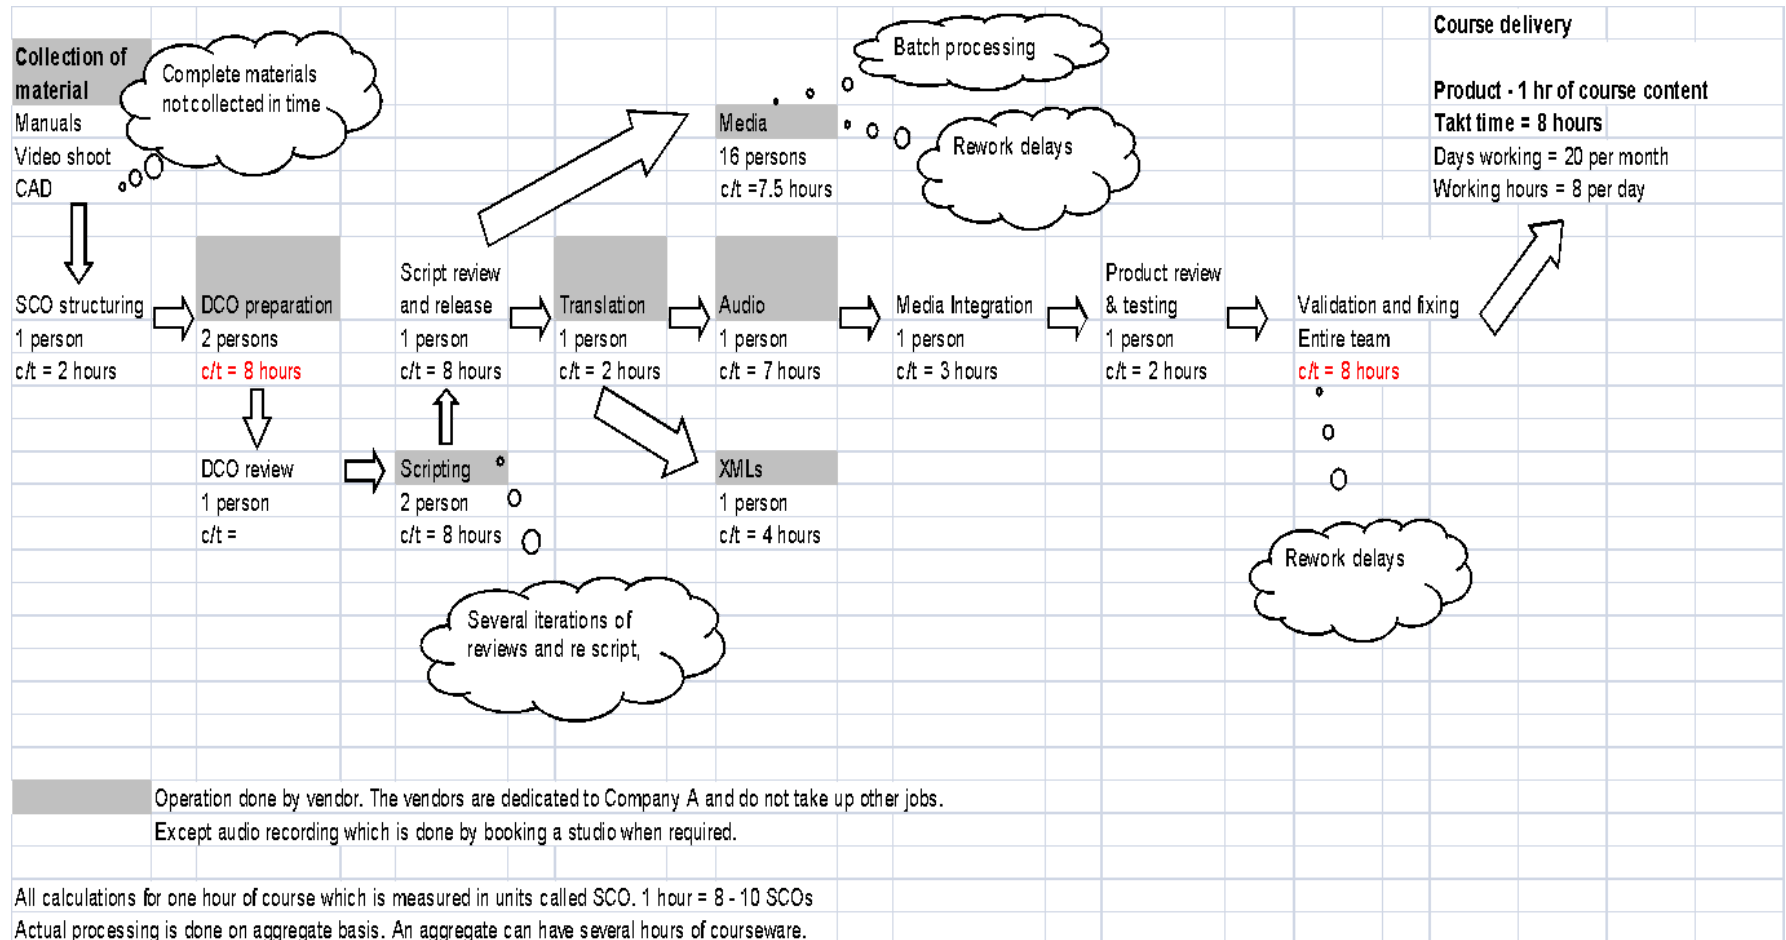 Collection of
material
Manuals
Video shoot
CAD
Complete materials
not collected in time
SCO structuring
1 person
c/t = 2 hours
DCO preparation
2 persons
c/t = 8 hours
DCO review
1 person
c/t =
Scripting
2 person
c/t = 8 hours
Several iterations of
reviews and re script,
Script review
and release
1 person
c/t = 8 hours
Translation
1 person
c/t = 2 hours
Media
16 persons
c/t =7.5 hours
Batch processing
Rework delays
Audio
1 person
c/t = 7 hours
XMLs
1 person
c/t = 4 hours
Media Integration
1 person
c/t = 3 hours
Product review
& testing
1 person
c/t = 2 hours
Validation and fixing
Entire team
c/t = 8 hours
Rework delays
Course delivery
Product - 1 hr of course content
Takt time = 8 hours
Days working = 20 per month
Working hours = 8 per day
Operation done by vendor. The vendors are dedicated to Company A and do not take up other jobs.
Except audio recording which is done by booking a studio when required.
All calculations for one hour of course which is measured in units called SCO. 1 hour = 8 - 10 SCOs
Actual processing is done on aggregate basis. An aggregate can have several hours of courseware.